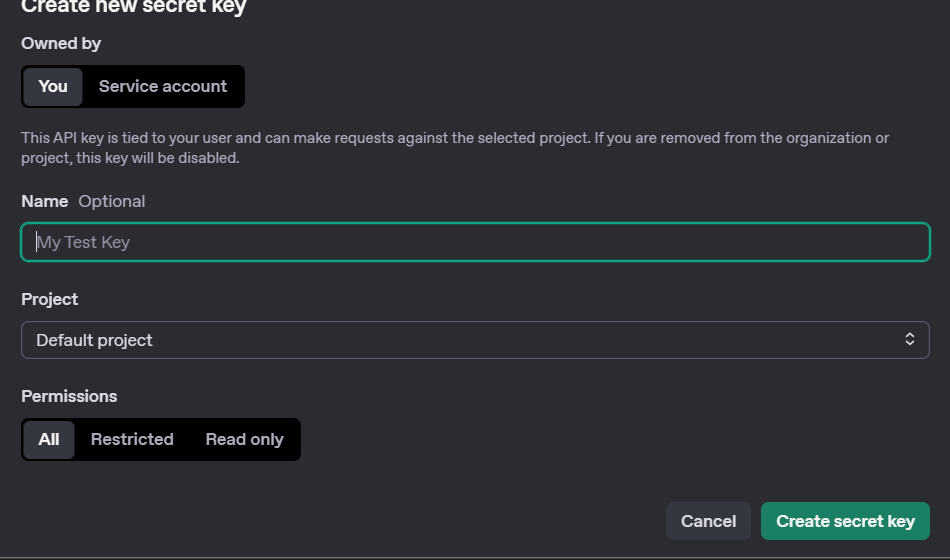 Create new secret key
Owned by
You Service account
This API key is tied to your user and can make requests against the selected project. If you are removed from the organization or
project, this key will be disabled.
Name Optional
My Test Key
Project
Default project
Permissions
All Restricted Read only
Cancel Create secret key